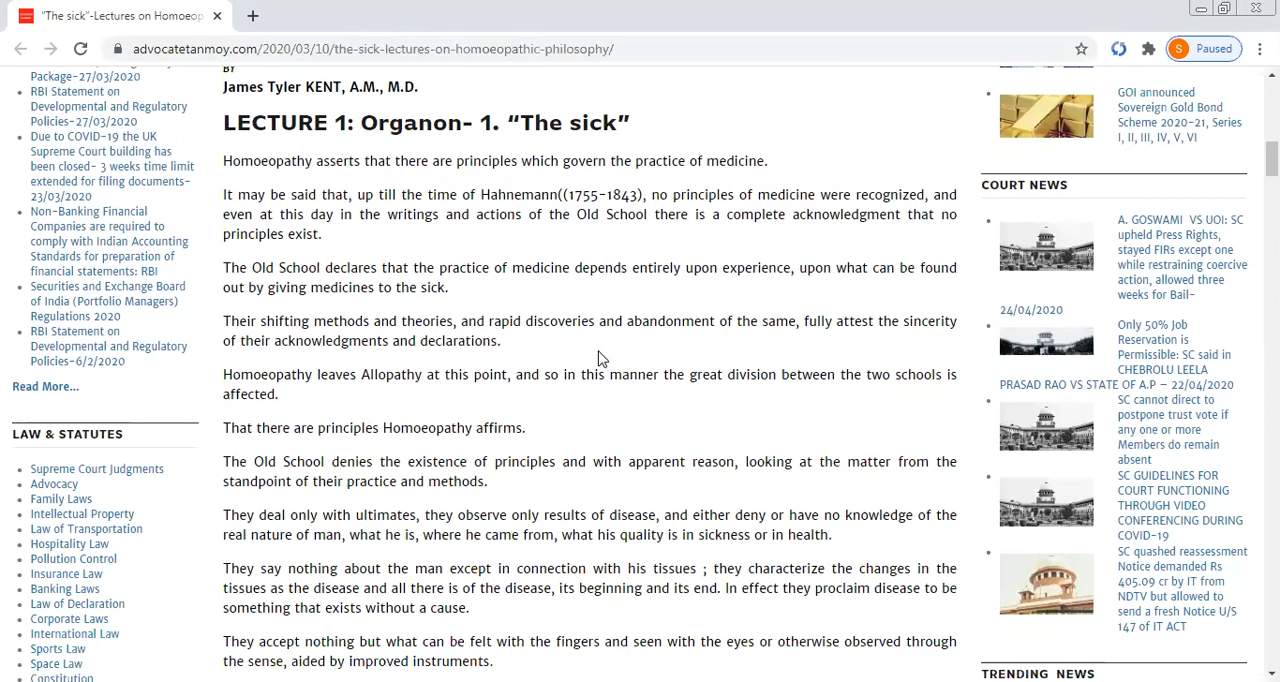 "The sick"-Lectures on Homoeop
advocatetanmoy.com/2020/03/10/the-sick-lectures-on-homoeopathic-philosophy/
S Paused
Package-27/03/2020
RBI Statement on
Developmental and Regulatory
Policies-27/03/2020
Due to COVID-19 the UK
Supreme Court building has
been closed- 3 weeks time limit
extended for filing documents-
23/03/2020
Non-Banking Financial
Companies are required to
comply with Indian Accounting
Standards for preparation of
financial statements: RBI
Securities and Exchange Board
of India (Portfolio Managers)
Regulations 2020
RBI Statement on
Developmental and Regulatory
Policies-6/2/2020
Read More...
LAW & STATUTES
Supreme Court Judgments
Advocacy
Family Laws
Intellectual Property
Law of Transportation
Hospitality Law
Pollution Control
Insurance Law
Banking Laws
Law of Declaration
Corporate Laws
International Law
Sports Law
Space Law
Constitution
BY
James Tyler KENT, A.M., M.D.
LECTURE 1: Organon- 1. “The sick”
Homoeopathy asserts that there are principles which govern the practice of medicine.
It may be said that, up till the time of Hahnemann((1755-1843), no principles of medicine were recognized, and
even at this day in the writings and actions of the Old School there is a complete acknowledgment that no
principles exist.
The Old School declares that the practice of medicine depends entirely upon experience, upon what can be found
out by giving medicines to the sick.
Their shifting methods and theories, and rapid discoveries and abandonment of the same, fully attest the sincerity
of their acknowledgments and declarations.
Homoeopathy leaves Allopathy at this point, and so in this manner the great division between the two schools is
affected.
That there are principles Homoeopathy affirms.
The Old School denies the existence of principles and with apparent reason, looking at the matter from the
standpoint of their practice and methods.
They deal only with ultimates, they observe only results of disease, and either deny or have no knowledge of the
real nature of man, what he is, where he came from, what his quality is in sickness or in health.
They say nothing about the man except in connection with his tissues ; they characterize the changes in the
tissues as the disease and all there is of the disease, its beginning and its end. In effect they proclaim disease to be
something that exists without a cause.
They accept nothing but what can be felt with the fingers and seen with the eyes or otherwise observed through
the sense, aided by improved instruments.
GOI announced
Sovereign Gold Bond
Scheme 2020-21, Series
I, II, III, IV, V, VI
COURT NEWS
A. GOSWAMI VS UOI: SC
upheld Press Rights,
stayed FIRs except one
while restraining coercive
action, allowed three
weeks for Bail-
24/04/2020
Only 50% Job
Reservation is
Permissible: SC said in
CHEBROLU LEELA
PRASAD RAO VS STATE OF A.P – 22/04/2020
SC cannot direct to
postpone trust vote if
any one or more
Members do remain
absent
SC GUIDELINES FOR
COURT FUNCTIONING
THROUGH VIDEO
CONFERENCING DURING
COVID-19
SC quashed reassessment
Notice demanded Rs
405.09 cr by IT from
NDTV but allowed to
send a fresh Notice U/S
147 of IT ACT
TRENDING NEWS